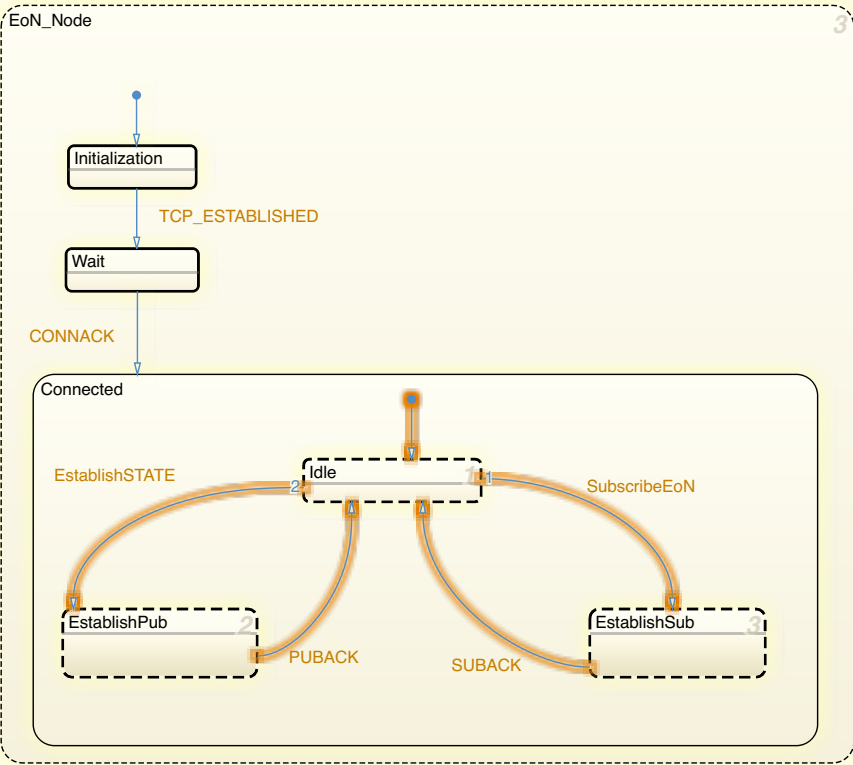 EoN_Node
3
Initialization
TCP_ESTABLISHED
Wait
CONNACK
Connected
EstablishSTATE
2
Idle
1
1
SubscribeEoN
EstablishPub
2
PUBACK
SUBACK
EstablishSub
3